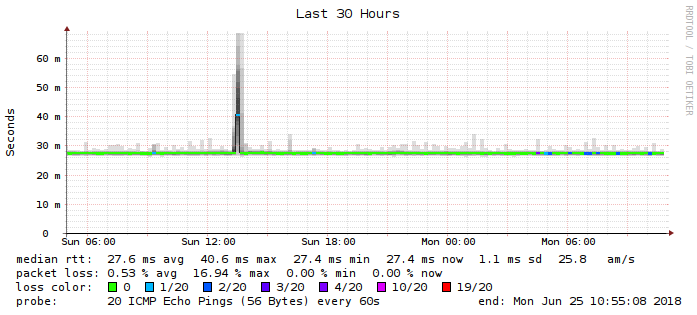 Last 30 Hours
RRDTOOL / TOBI OETIKER
Seconds
60 m
50 m
40 m
30 m
20 m
10 m
0
Sun 06:00 Sun 12:00 Sun 18:00 Mon 00:00 Mon 06:00
median rtt: 27.6 ms avg 40.6 ms max 27.4 ms min 27.4 ms now 1.1 ms sd 25.8 am/s
packet loss: 0.53 % avg 16.94 % max 0.00 % min 0.00 % now
loss color: 0 1/20 2/20 3/20 4/20 10/20 19/20
probe: 20 ICMP Echo Pings (56 Bytes) every 60s end: Mon Jun 25 10:55:08 2018